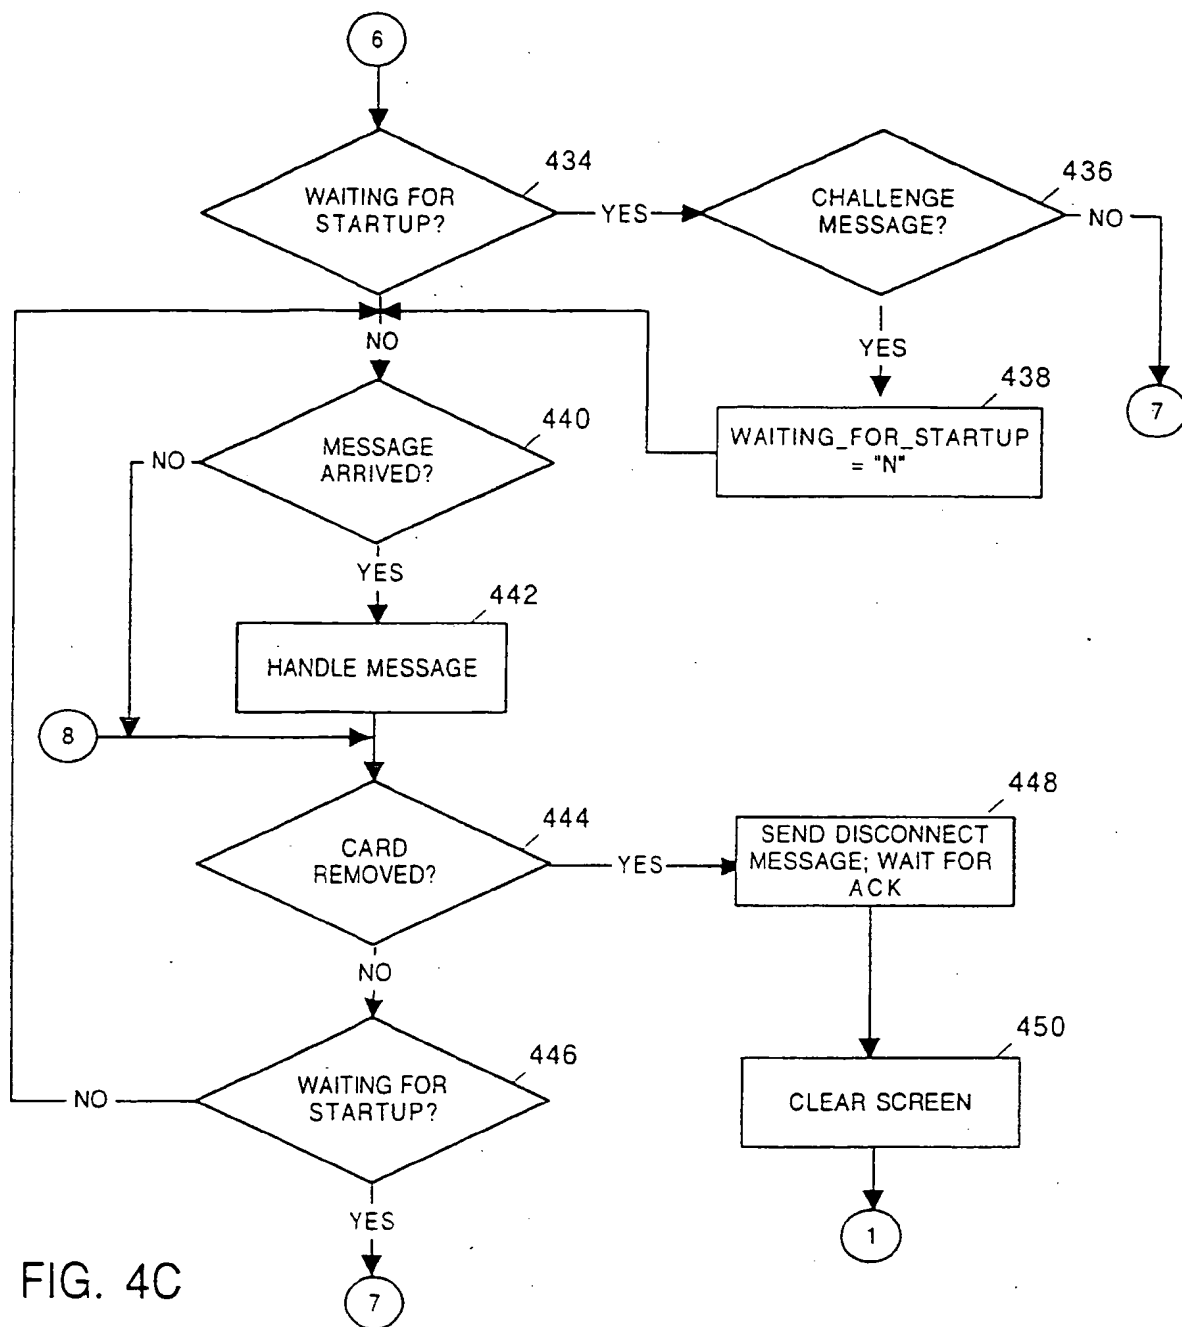 6
434
WAITING FOR
STARTUP?
YES
436
CHALLENGE
MESSAGE?
NO
NO
YES
7
438
WAITING_FOR_STARTUP
= "N"
440
MESSAGE
ARRIVED?
NO
YES
442
HANDLE MESSAGE
8
444
CARD
REMOVED?
YES
448
SEND DISCONNECT
MESSAGE; WAIT FOR
ACK
NO
446
WAITING FOR
STARTUP?
NO
450
CLEAR SCREEN
YES
1
7
FIG. 4C